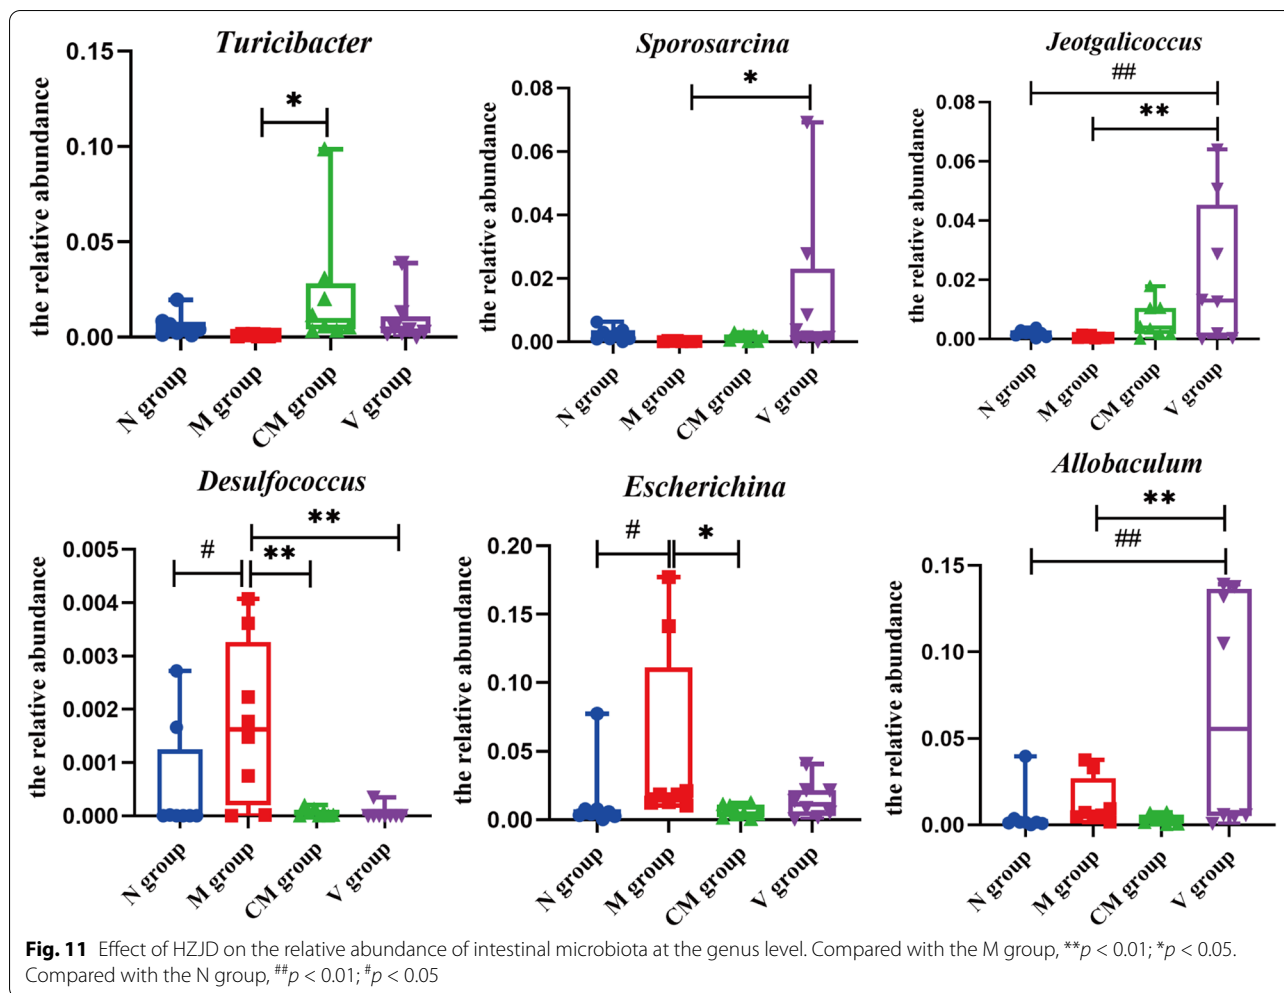 Turicibacter
the relative abundance
0.15
0.10
0.05
0.00
*
N group
M group
CM group
V group
Sporosarcina
the relative abundance
0.08
0.06
0.04
0.02
0.00
*
N group
M group
CM group
V group
Jeotgalicoccus
the relative abundance
0.08
0.06
0.04
0.02
0.00
##
**
N group
M group
CM group
V group
Desulfococcus
the relative abundance
0.005
0.004
0.003
0.002
0.001
0.000
**
# **
N group
M group
CM group
V group
Escherichina
the relative abundance
0.20
0.15
0.10
0.05
0.00
# *
N group
M group
CM group
V group
Allobaculum
the relative abundance
0.15
0.10
0.05
0.00
**
##
N group
M group
CM group
V group
Fig. 11 Effect of HZJD on the relative abundance of intestinal microbiota at the genus level. Compared with the M group, **p < 0.01; *p < 0.05.
Compared with the N group, ##p < 0.01; #p < 0.05